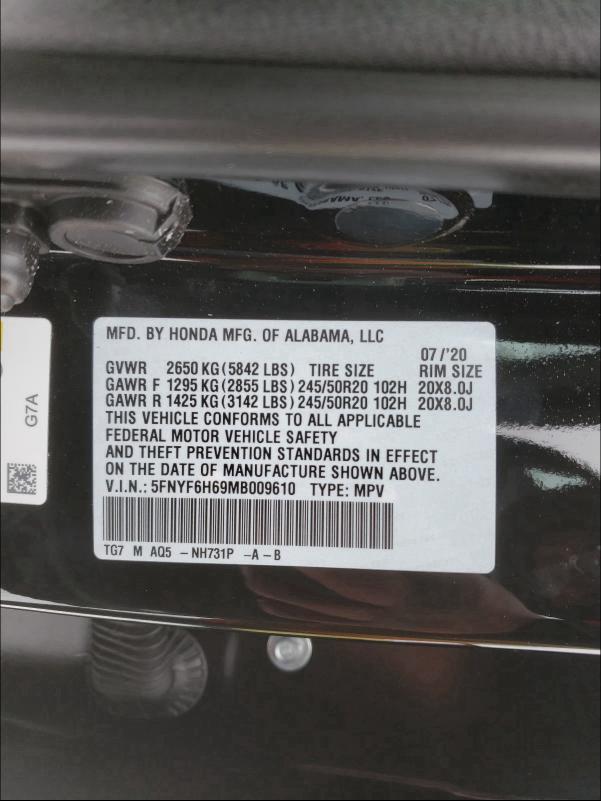 MFD. BY HONDA MFG. OF ALABAMA, LLC
07/'20
GVWR 2650 KG (5842 LBS) TIRE SIZE RIM SIZE
GAWR F 1295 KG (2855 LBS) 245/50R20 102H 20X8.0J
GAWR R 1425 KG (3142 LBS) 245/50R20 102H 20X8.0J
THIS VEHICLE CONFORMS TO ALL APPLICABLE
FEDERAL MOTOR VEHICLE SAFETY
AND THEFT PREVENTION STANDARDS IN EFFECT
ON THE DATE OF MANUFACTURE SHOWN ABOVE.
V.I.N.: 5FNYF6H69MB009610 TYPE: MPV
TG7 M AQ5 -NH731P -A-B
G7A